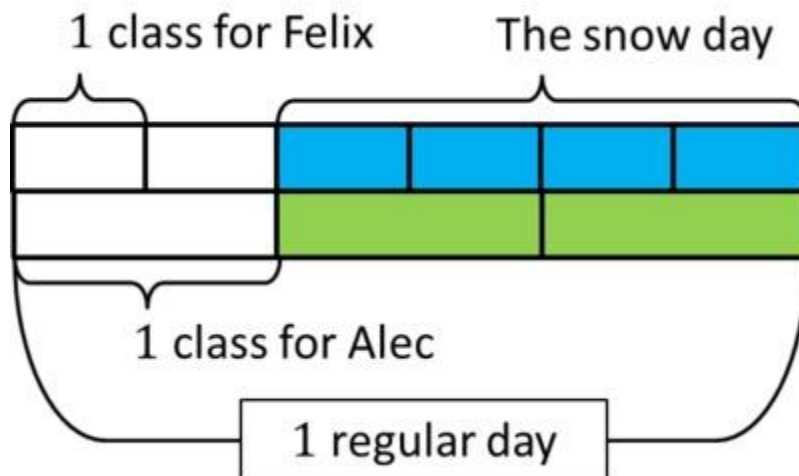 1 class for Felix
The snow day
1 class for Alec
1 regular day